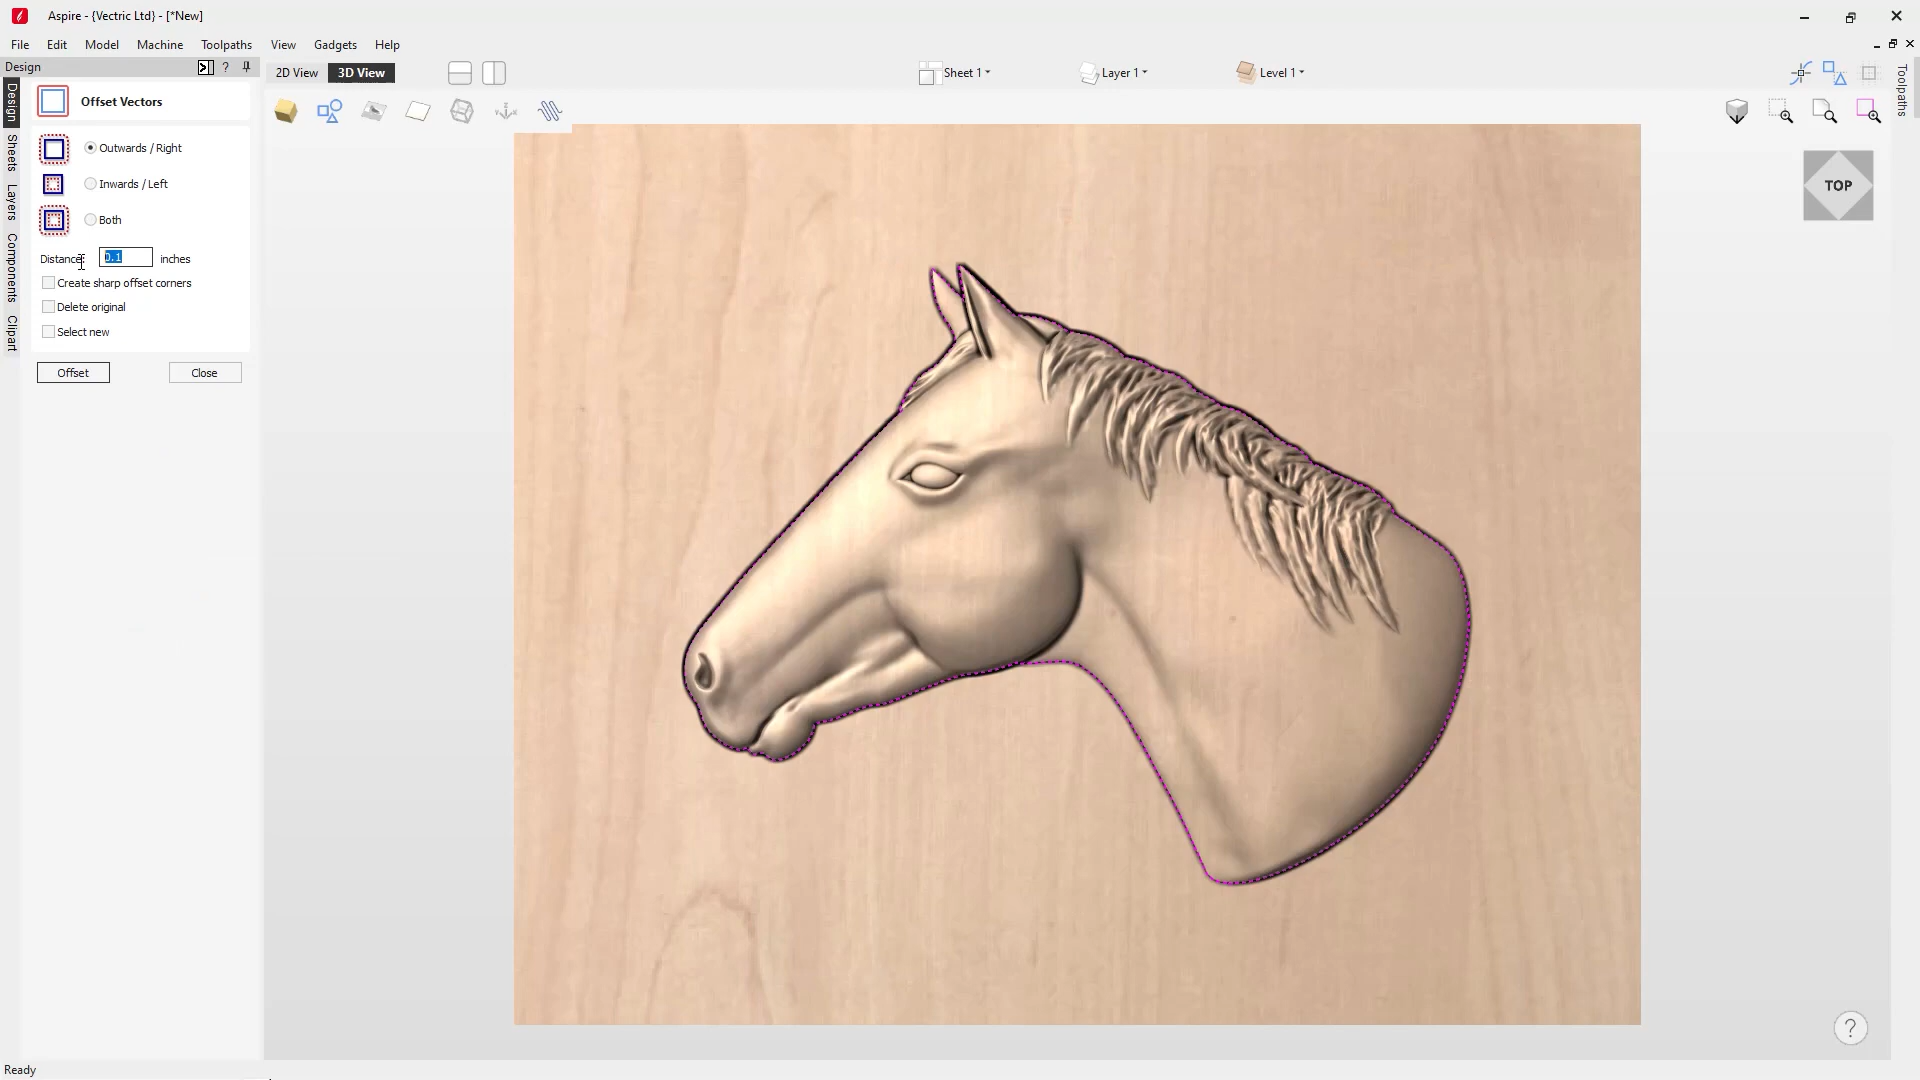 Aspire - {Vectric Ltd} - [*New]
File Edit Model Machine Toolpaths View Gadgets Help
Design
2D View 3D View Sheet 1 Layer 1 Level 1
Offset Vectors
Outwards / Right
Inwards / Left
Both
Distance: 0.1 inches
Create sharp offset corners
Delete original
Select new
Offset Close
Design
Sheets
Layers
Components
Clipart
Toolpaths
TOP
Ready